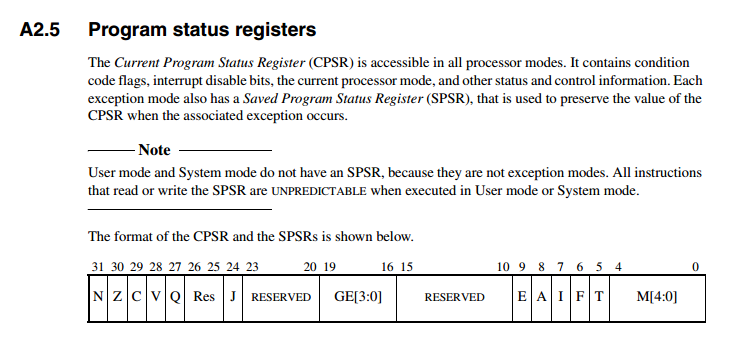 A2.5 Program status registers
The Current Program Status Register (CPSR) is accessible in all processor modes. It contains condition
code flags, interrupt disable bits, the current processor mode, and other status and control information. Each
exception mode also has a Saved Program Status Register (SPSR), that is used to preserve the value of the
CPSR when the associated exception occurs.
Note
User mode and System mode do not have an SPSR, because they are not exception modes. All instructions
that read or write the SPSR are UNPREDICTABLE when executed in User mode or System mode.
The format of the CPSR and the SPSRs is shown below.
31 30 29 28 27 26 25 24 23 20 19 16 15 10 9 8 7 6 5 4 0
N Z C V Q Res J RESERVED GE[3:0] RESERVED E A I F T M[4:0]